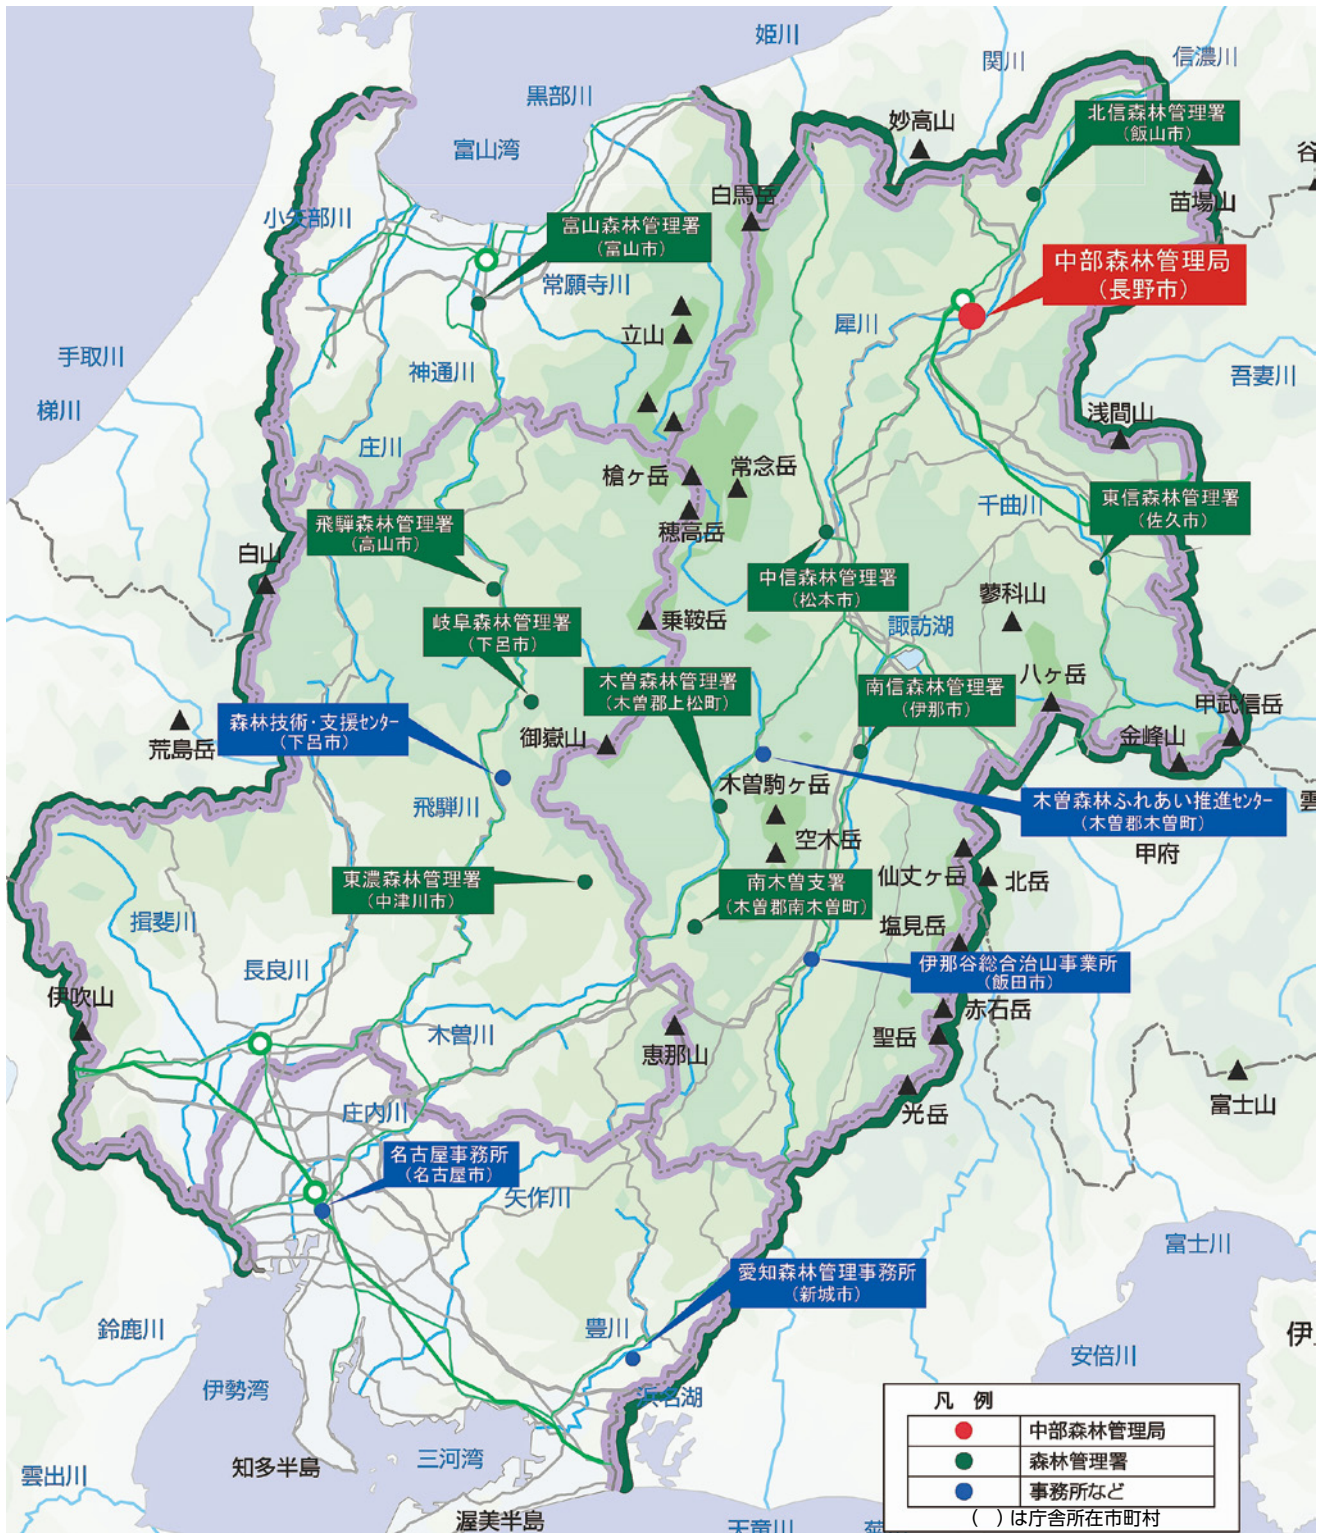 姫川
関川
信濃川
黒部川
北信森林管理署
(飯山市)
妙高山
富山湾
谷
白馬岳
苗場山
小矢部川
富山森林管理署
(富山市)
中部森林管理局
(長野市)
常願寺川
犀川
立山
手取川
神通川
吾妻川
梯川
浅間山
庄川
槍ヶ岳
常念岳
千曲川
東信森林管理署
(佐久市)
飛騨森林管理署
(高山市)
穂高岳
白山
中信森林管理署
(松本市)
蓼科山
岐阜森林管理署
(下呂市)
乗鞍岳
諏訪湖
木曽森林管理署
(木曽郡上松町)
南信森林管理署
(伊那市)
八ヶ岳
甲武信岳
森林技術・支援センター
(下呂市)
荒島岳
御嶽山
金峰山
木曽駒ヶ岳
木曽森林ふれあい推進センター
(木曽郡木曽町)
雲
飛騨川
空木岳
甲府
東濃森林管理署
(中津川市)
南木曽支署
(木曽郡南木曽町)
仙丈ヶ岳
北岳
揖斐川
塩見岳
長良川
伊那谷総合治山事業所
(飯田市)
伊吹山
赤石岳
木曽川
恵那山
聖岳
庄内川
光岳
富士山
名古屋事務所
(名古屋市)
矢作川
富士川
愛知森林管理事務所
(新城市)
鈴鹿川
豊川
伊
安倍川
伊勢湾
浜名湖
凡 例
中部森林管理局
三河湾
森林管理署
知多半島
雲出川
事務所など
( )は庁舎所在市町村
渥美半島
天竜川
菊